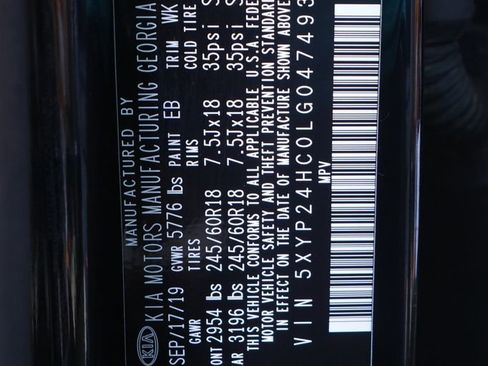 MANUFACTURED BY
KIA KIA MOTORS MANUFACTURING GEORGIA
SEP/17/19 GVWR 5776 lbs PAINT EB TRIM WK
GAWR TIRES RIMS COLD TIRE
ONT 2954 lbs 245/60R18 7.5Jx18 35psi
AR 3196 lbs 245/60R18 7.5Jx18 35psi
THIS VEHICLE CONFORMS TO ALL APPLICABLE U.S.A. FEDE
MOTOR VEHICLE SAFETY AND THEFT PREVENTION STANDARD
IN EFFECT ON THE DATE OF MANUFACTURE SHOWN ABOVE
VIN 5XYP24HC0LG047493
MPV